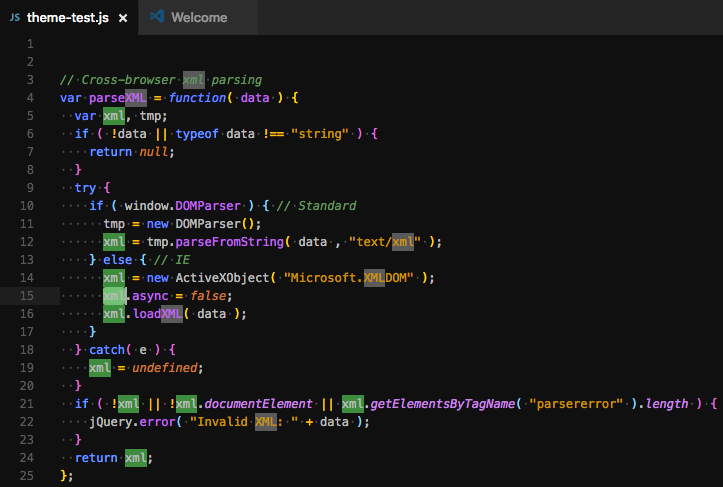 JS theme-test.js × Welcome
1
2
3 // Cross-browser xml parsing
4 var parseXML = function( data ) {
5   var xml, tmp;
6   if ( !data || typeof data !== "string" ) {
7     return null;
8   }
9   try {
10     if ( window.DOMParser ) { // Standard
11       tmp = new DOMParser();
12       xml = tmp.parseFromString( data , "text/xml" );
13     } else { // IE
14       xml = new ActiveXObject( "Microsoft.XMLDOM" );
15       xml.async = false;
16       xml.loadXML( data );
17     }
18   } catch( e ) {
19     xml = undefined;
20   }
21   if ( !xml || !xml.documentElement || xml.getElementsByTagName( "parsererror" ).length ) {
22     jQuery.error( "Invalid XML: " + data );
23   }
24   return xml;
25 };